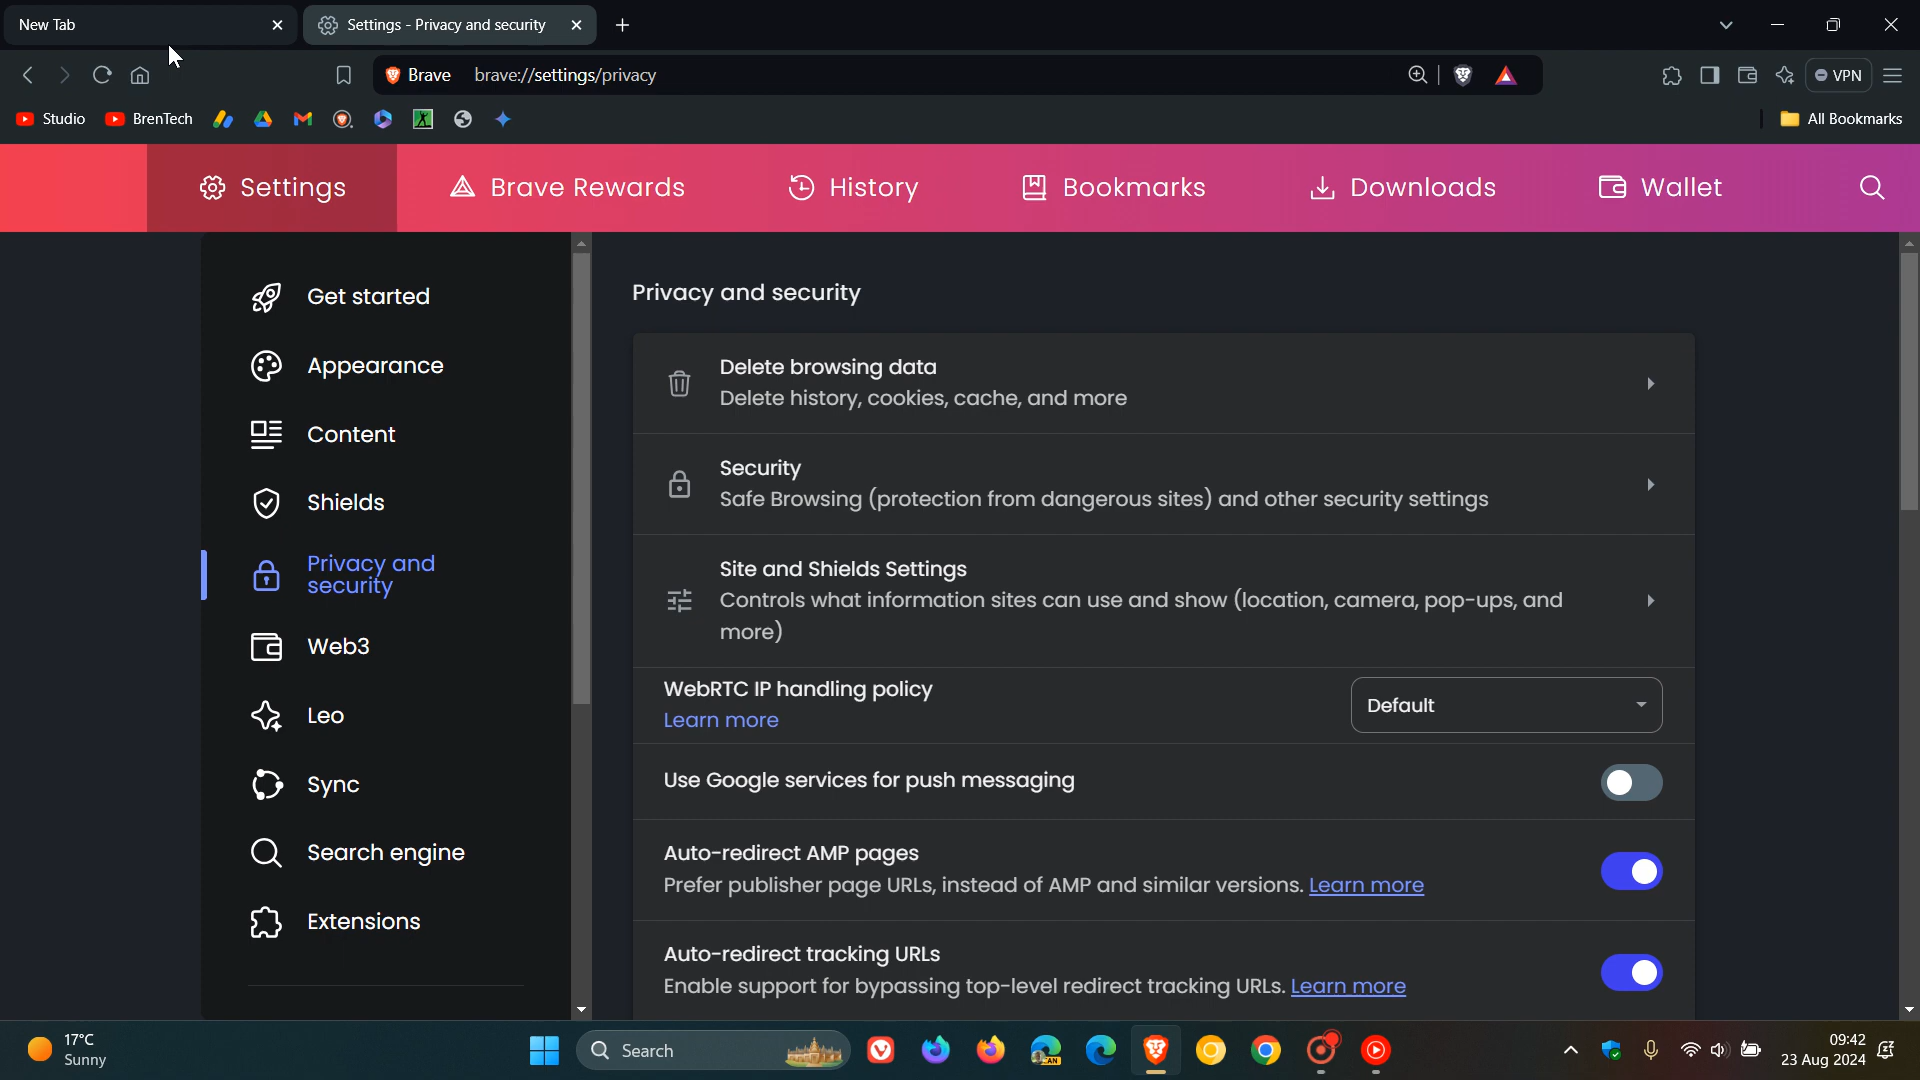 New Tab
Settings - Privacy and security
Brave brave://settings/privacy
VPN
Studio BrenTech
All Bookmarks
Settings Brave Rewards History Bookmarks Downloads Wallet
Get started
Appearance
Content
Shields
Privacy and
security
Web3
Leo
Sync
Search engine
Extensions
Privacy and security
Delete browsing data
Delete history, cookies, cache, and more
Security
Safe Browsing (protection from dangerous sites) and other security settings
Site and Shields Settings
Controls what information sites can use and show (location, camera, pop-ups, and
more)
WebRTC IP handling policy
Learn more
Default
Use Google services for push messaging
Auto-redirect AMP pages
Prefer publisher page URLs, instead of AMP and similar versions. Learn more
Auto-redirect tracking URLs
Enable support for bypassing top-level redirect tracking URLs. Learn more
17°C
Sunny
Search
CAN
09:42
23 Aug 2024